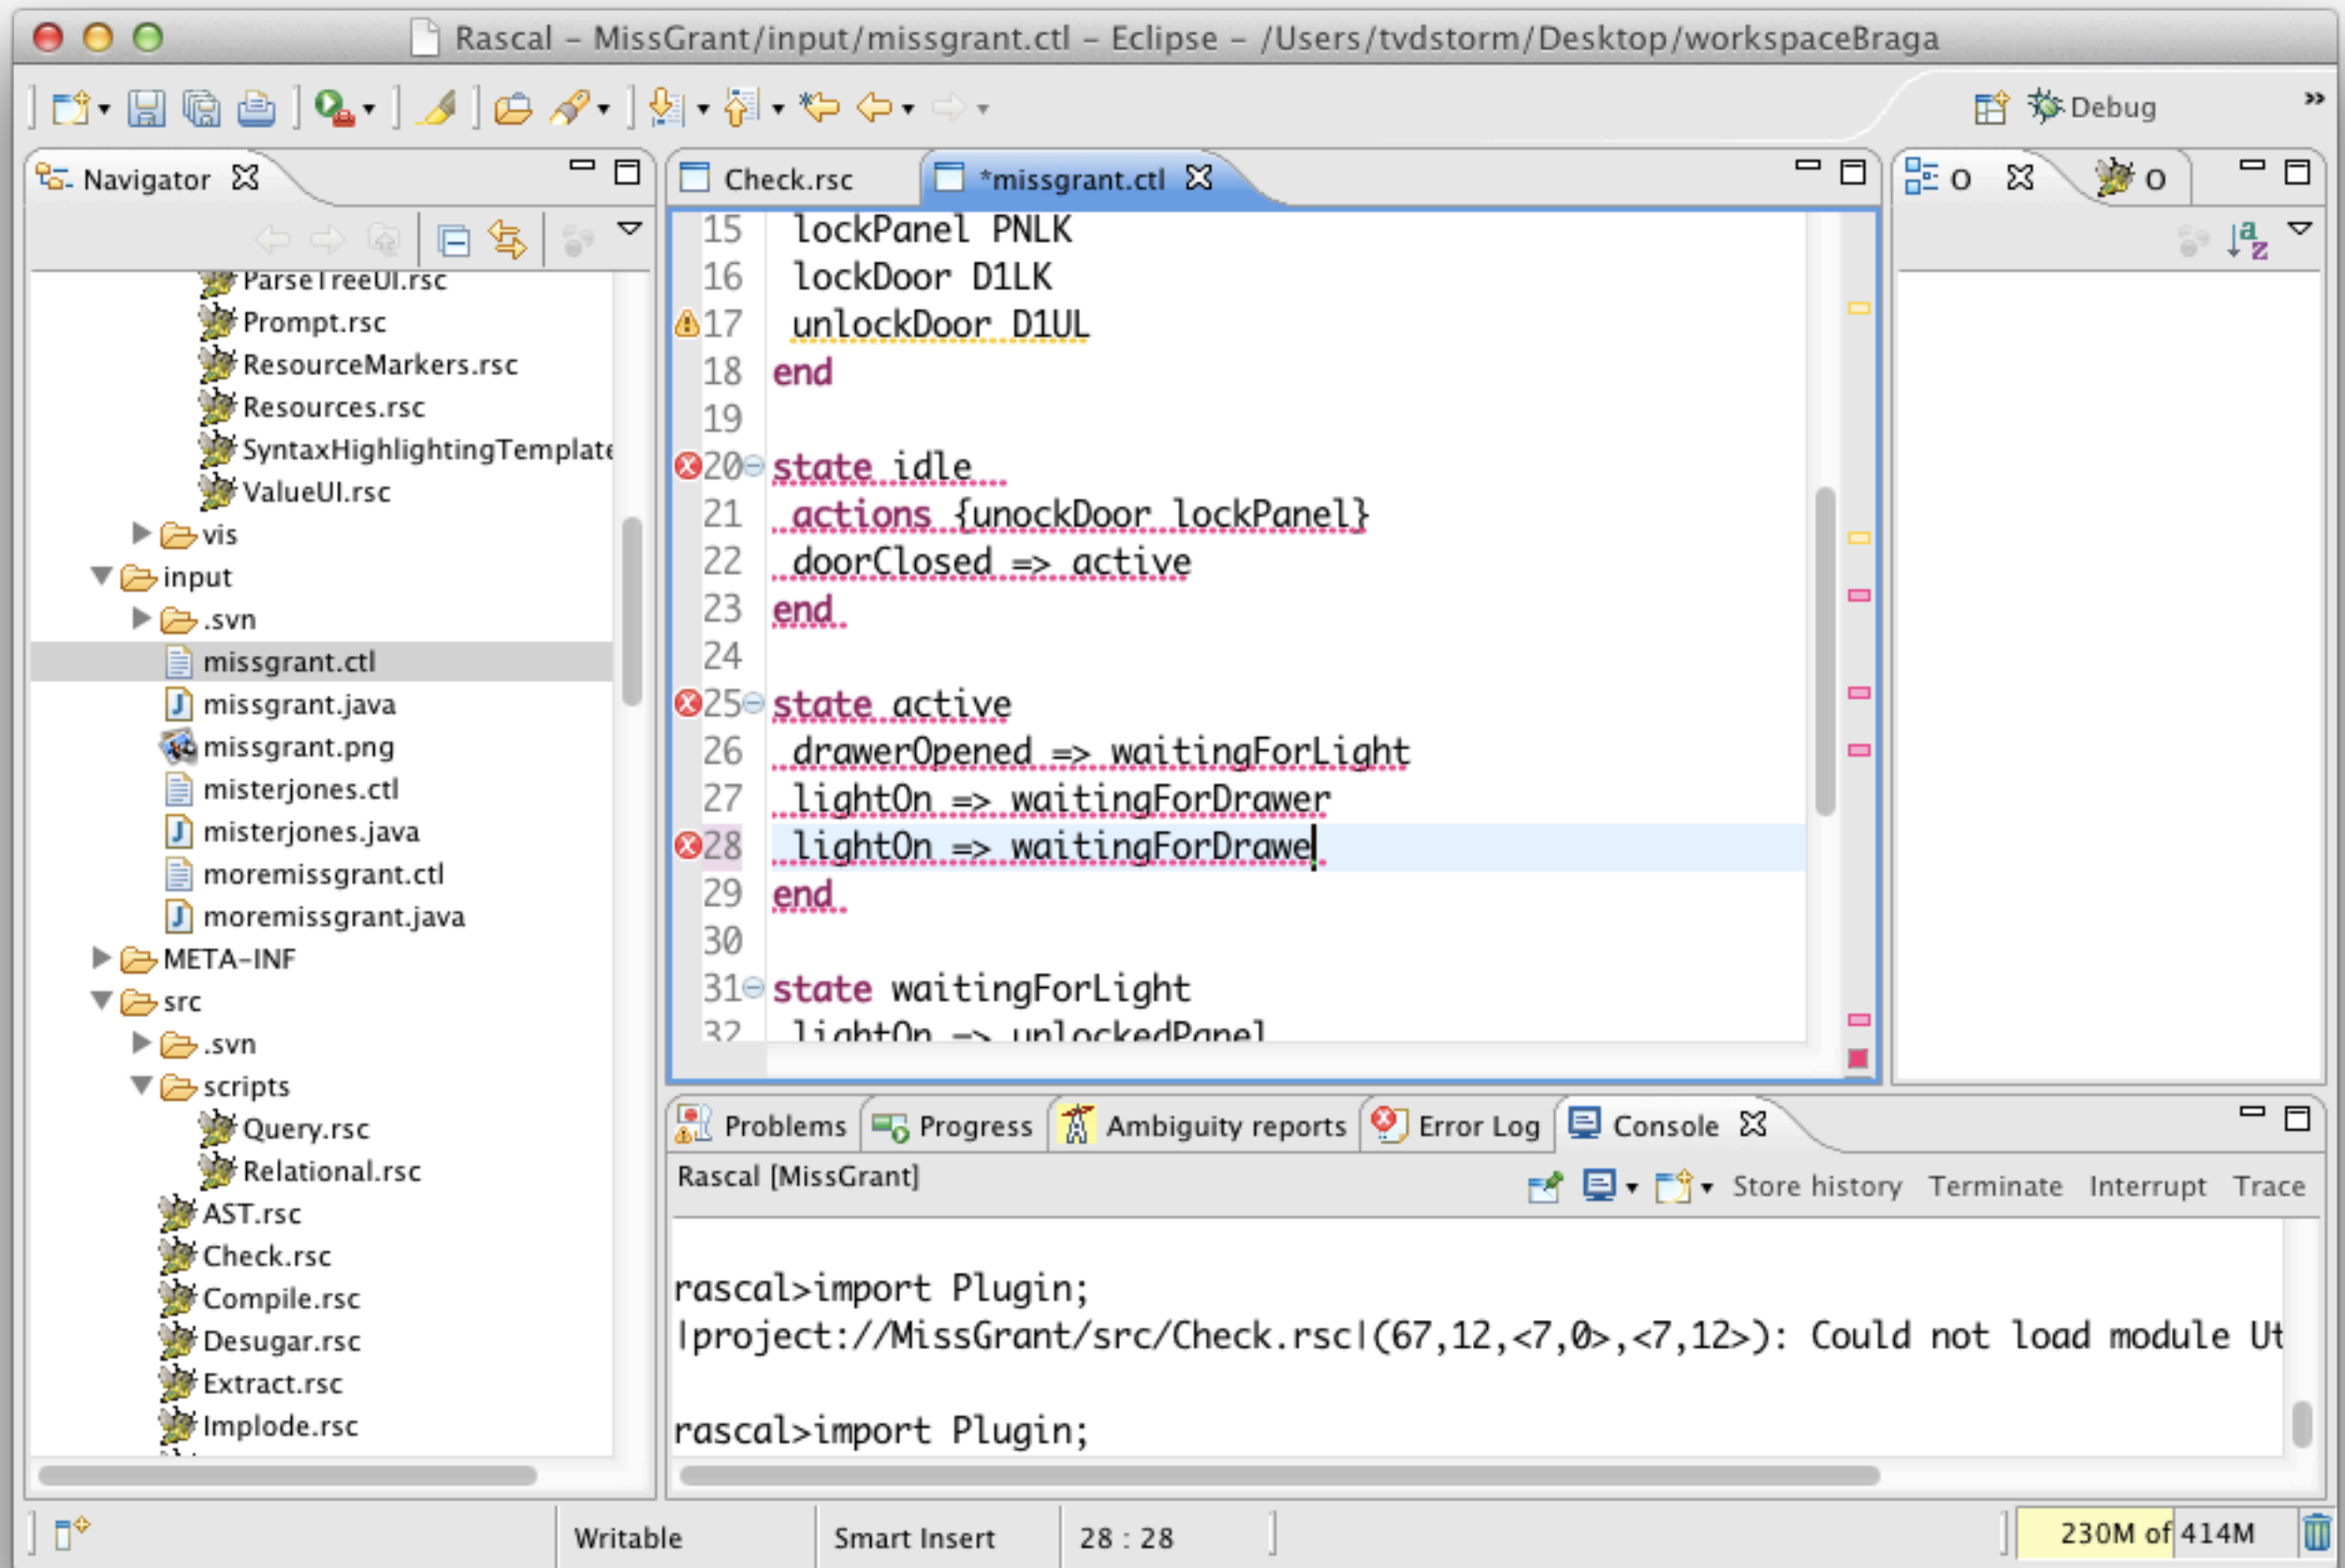 Rascal – MissGrant/input/missgrant.ctl – Eclipse – /Users/tvdstorm/Desktop/workspaceBraga
Debug
Navigator
ParseTreeUI.rsc
Prompt.rsc
ResourceMarkers.rsc
Resources.rsc
SyntaxHighlightingTemplate
ValueUI.rsc
vis
input
.svn
missgrant.ctl
missgrant.java
missgrant.png
misterjones.ctl
misterjones.java
moremissgrant.ctl
moremissgrant.java
META-INF
src
.svn
scripts
Query.rsc
Relational.rsc
AST.rsc
Check.rsc
Compile.rsc
Desugar.rsc
Extract.rsc
Implode.rsc
Check.rsc
*missgrant.ctl
15 lockPanel PNLK
16 lockDoor D1LK
17 unlockDoor D1UL
18 end
19
20 state idle
21 actions {unockDoor lockPanel}
22 doorClosed => active
23 end
24
25 state active
26 drawerOpened => waitingForLight
27 lightOn => waitingForDrawer
28 lightOn => waitingForDrawe
29 end
30
31 state waitingForLight
32 lightOn => unlockedPanel
O
O
Problems
Progress
Ambiguity reports
Error Log
Console
Rascal [MissGrant]
Store history
Terminate
Interrupt
Trace
rascal>import Plugin;
|project://MissGrant/src/Check.rsc|(67,12,<7,0>,<7,12>): Could not load module Ut
rascal>import Plugin;
Writable
Smart Insert
28 : 28
230M of 414M